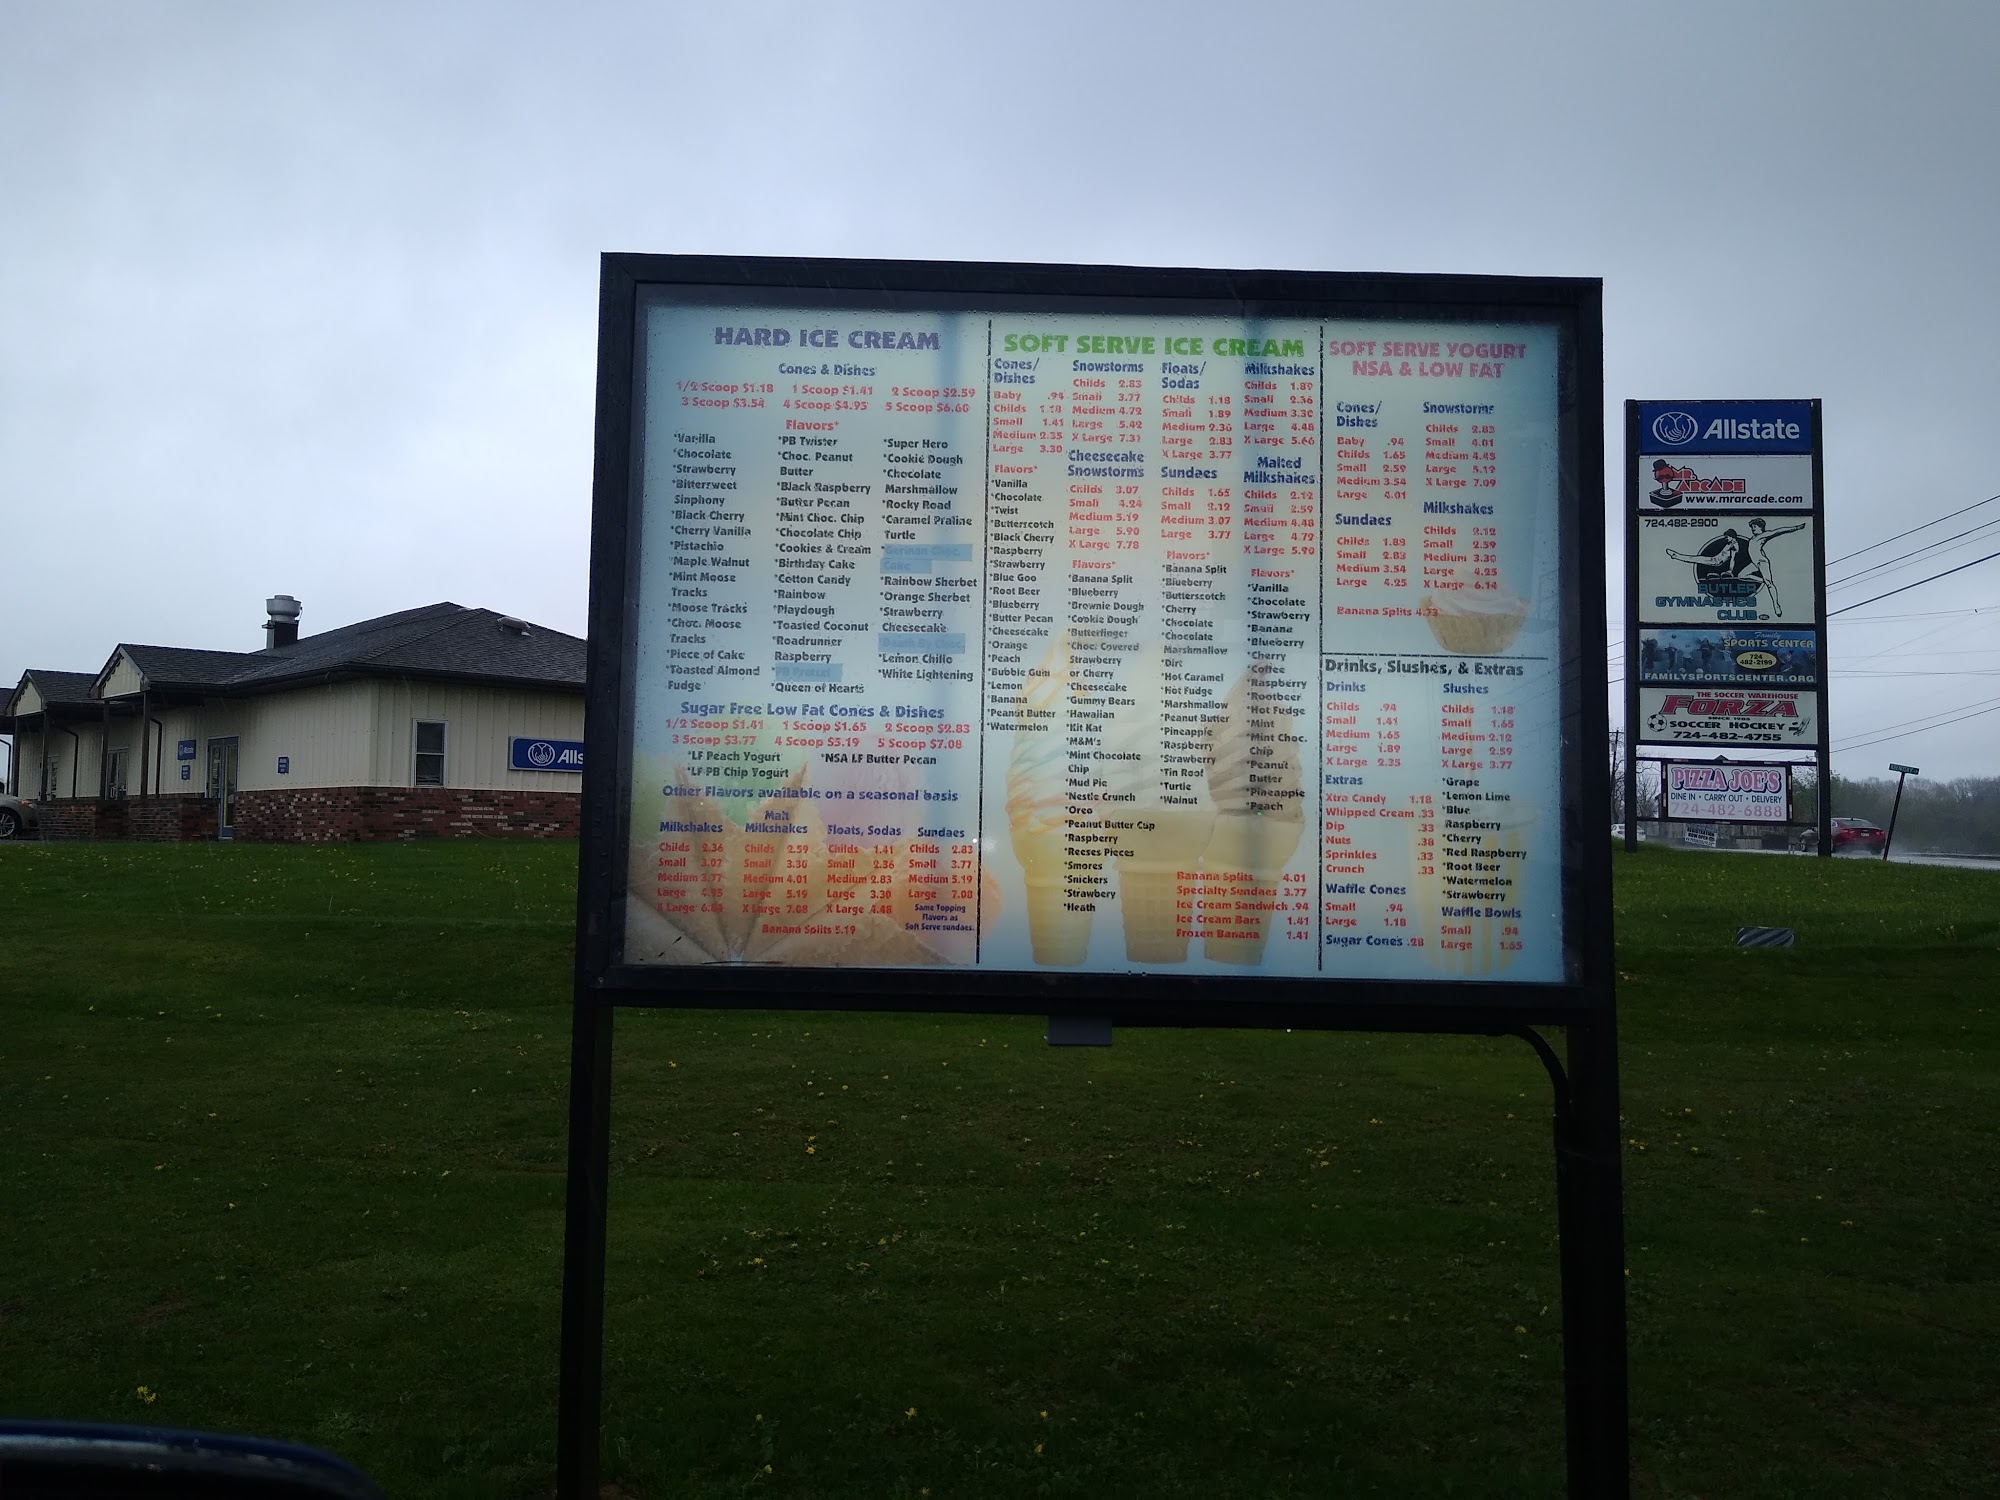 HARD ICE CREAM
Cones & Dishes
1/2 Scoop $1.18 1 Scoop $1.41 2 Scoop $2.59
3 Scoop $3.54 4 Scoop $4.95 5 Scoop $6.60
Flavors*
*Vanilla
*Chocolate
*Strawberry
*Bittersweet
Sinphony
*Black Cherry
*Cherry Vanilla
*Pistachio
*Maple Walnut
*Mint Moose
Tracks
*Moose Tracks
*Choc. Moose
Tracks
*Piece of Cake
*Toasted Almond
Fudge
*PB Twister
*Choc. Peanut
Butter
*Black Raspberry
*Butter Pecan
*Mint Choc. Chip
*Chocolate Chip
*Cookies & Cream
*Birthday Cake
*Cotton Candy
*Rainbow
*Playdough
*Toasted Coconut
*Roadrunner
Raspberry
*PB Pretzel
*Queen of Hearts
*Super Hero
*Cookie Dough
*Chocolate
Marshmallow
*Rocky Road
*Caramel Praline
Turtle
*German Choc.
Cake
*Rainbow Sherbet
*Orange Sherbet
*Strawberry
Cheesecake
*Death By Choc.
*Lemon Chillo
*White Lightening
Sugar Free Low Fat Cones & Dishes
1/2 Scoop $1.41 1 Scoop $1.65 2 Scoop $2.83
3 Scoop $3.77 4 Scoop $5.19 5 Scoop $7.08
*LF Peach Yogurt *NSA LF Butter Pecan
*LF PB Chip Yogurt
Other Flavors available on a seasonal basis
Milkshakes
Childs 2.36
Small 3.07
Medium 3.77
Large 4.95
X Large 6.84
Malt
Milkshakes
Childs 2.59
Small 3.30
Medium 4.01
Large 5.19
X Large 7.08
Floats, Sodas
Childs 1.41
Small 2.36
Medium 2.83
Large 3.30
X Large 4.48
Sundaes
Childs 2.83
Small 3.77
Medium 5.19
Large 7.08
Same Topping
Flavors as
Soft Serve sundaes.
Banana Splits 5.19
SOFT SERVE ICE CREAM
Cones/
Dishes
Baby .94
Childs 1.18
Small 1.41
Medium 2.35
Large 3.30
Flavors*
*Vanilla
*Chocolate
*Twist
*Butterscotch
*Black Cherry
*Raspberry
*Strawberry
*Blue Goo
*Root Beer
*Blueberry
*Butter Pecan
*Cheesecake
*Orange
*Peach
*Bubble Gum
*Lemon
*Banana
*Peanut Butter
*Watermelon
Snowstorms
Childs 2.83
Small 3.77
Medium 4.72
Large 5.42
X Large 7.31
Cheesecake
Snowstorms
Childs 3.07
Small 4.24
Medium 5.19
Large 5.90
X Large 7.78
Flavors*
*Banana Split
*Blueberry
*Brownie Dough
*Cookie Dough
*Butterfinger
*Choc. Covered
Strawberry
or Cherry
*Cheesecake
*Gummy Bears
*Hawaiian
*Kit Kat
*M&M's
*Mint Chocolate
Chip
*Mud Pie
*Nestle Crunch
*Oreo
*Peanut Butter Cup
*Raspberry
*Reeses Pieces
*Smores
*Snickers
*Strawbery
*Heath
Floats/
Sodas
Childs 1.18
Small 1.89
Medium 2.36
Large 2.83
X Large 3.77
Sundaes
Childs 1.65
Small 2.12
Medium 3.07
Large 3.77
Flavors*
*Banana Split
*Blueberry
*Butterscotch
*Cherry
*Chocolate
*Chocolate
Marshmallow
*Dirt
*Hot Caramel
*Hot Fudge
*Marshmallow
*Peanut Butter
*Pineapple
*Raspberry
*Strawberry
*Tin Roof
*Turtle
*Walnut
Milkshakes
Childs 1.89
Small 2.36
Medium 3.30
Large 4.48
X Large 5.66
Malted
Milkshakes
Childs 2.12
Small 2.59
Medium 4.48
Large 4.72
X Large 5.90
Flavors*
*Vanilla
*Chocolate
*Strawberry
*Banana
*Blueberry
*Cherry
*Coffee
*Raspberry
*Rootbeer
*Hot Fudge
*Mint
*Mint Choc.
Chip
*Peanut
Butter
*Pineapple
*Peach
Banana Splits 4.01
Specialty Sundaes 3.77
Ice Cream Sandwich .94
Ice Cream Bars 1.41
Frozen Banana 1.41
SOFT SERVE YOGURT
NSA & LOW FAT
Cones/
Dishes
Baby .94
Childs 1.65
Small 2.59
Medium 3.54
Large 4.01
Sundaes
Childs 1.89
Small 2.83
Medium 3.54
Large 4.25
Banana Splits 4.73
Snowstorms
Childs 2.83
Small 4.01
Medium 4.48
Large 5.19
X Large 7.09
Milkshakes
Childs 2.12
Small 2.59
Medium 3.30
Large 4.25
X Large 6.14
Drinks, Slushes, & Extras
Drinks
Childs .94
Small 1.41
Medium 1.65
Large 1.89
X Large 2.35
Extras
Xtra Candy 1.18
Whipped Cream .33
Dip .33
Nuts .38
Sprinkles .33
Crunch .33
Waffle Cones
Small .94
Large 1.18
Sugar Cones .28
Slushes
Childs 1.18
Small 1.65
Medium 2.12
Large 2.59
X Large 3.77
*Grape
*Lemon Lime
*Blue
Raspberry
*Cherry
*Red Raspberry
*Root Beer
*Watermelon
*Strawberry
Waffle Bowls
Small .94
Large 1.65
Allstate
MR. ARCADE
www.mrarcade.com
724.482-2900
BUTLER
GYMNASTICS
CLUB
Family
SPORTS CENTER
724
482-2199
FAMILYSPORTSCENTER.ORG
THE SOCCER WAREHOUSE
FORZA
SINCE 1985
SOCCER HOCKEY
724-482-4755
PIZZA JOE'S
DINE IN • CARRY OUT • DELIVERY
724-482-6888
Alls